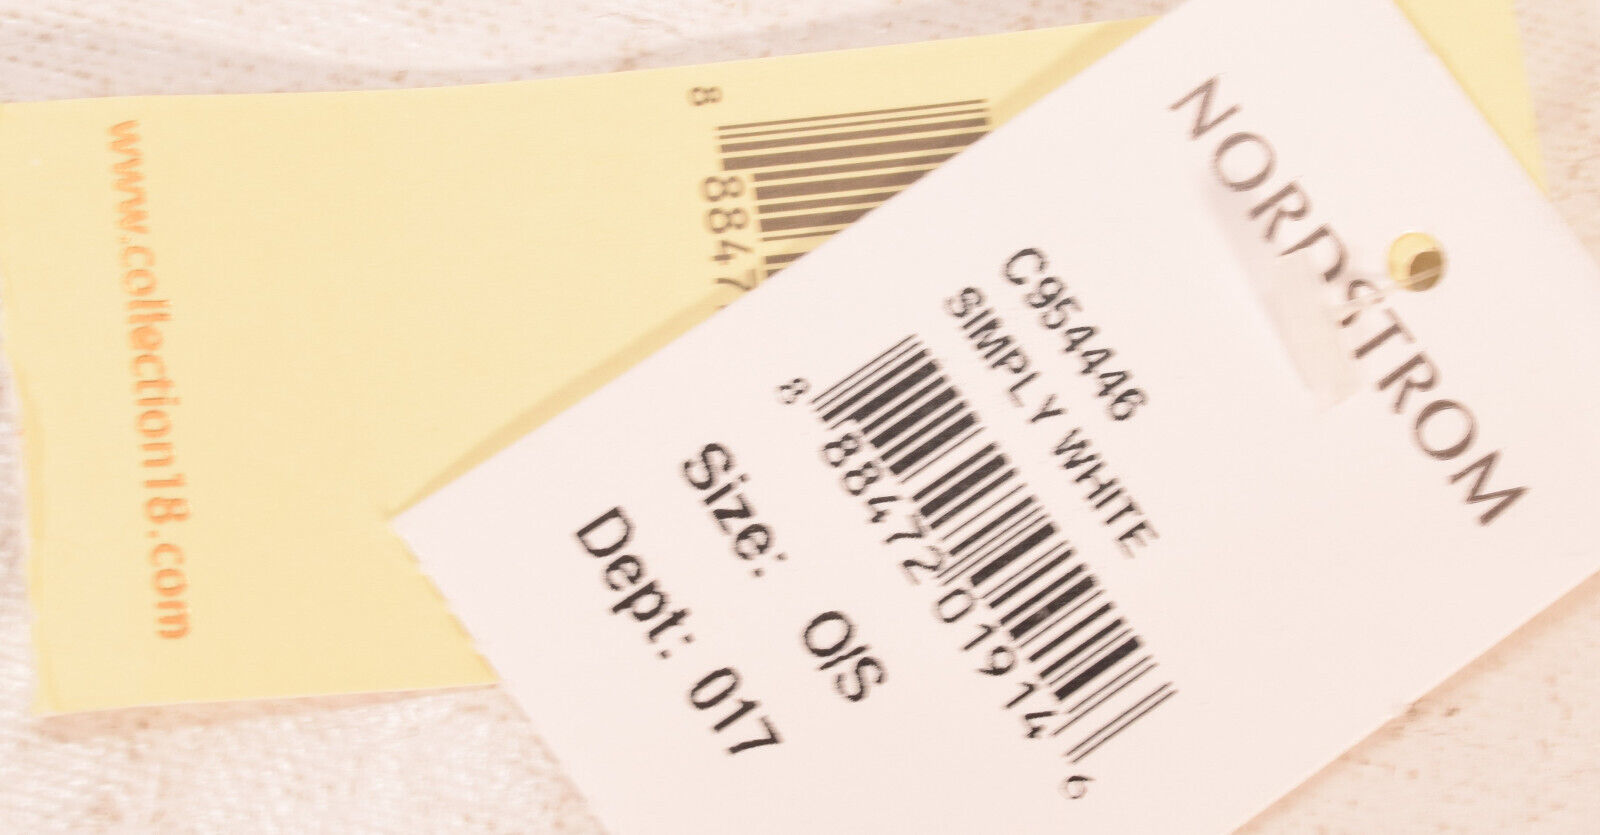 NORDSTROM
C954446
SIMPLY WHITE
8 88472 01914 6
Size: O/S
Dept: 017
8 8847
www.collection18.com